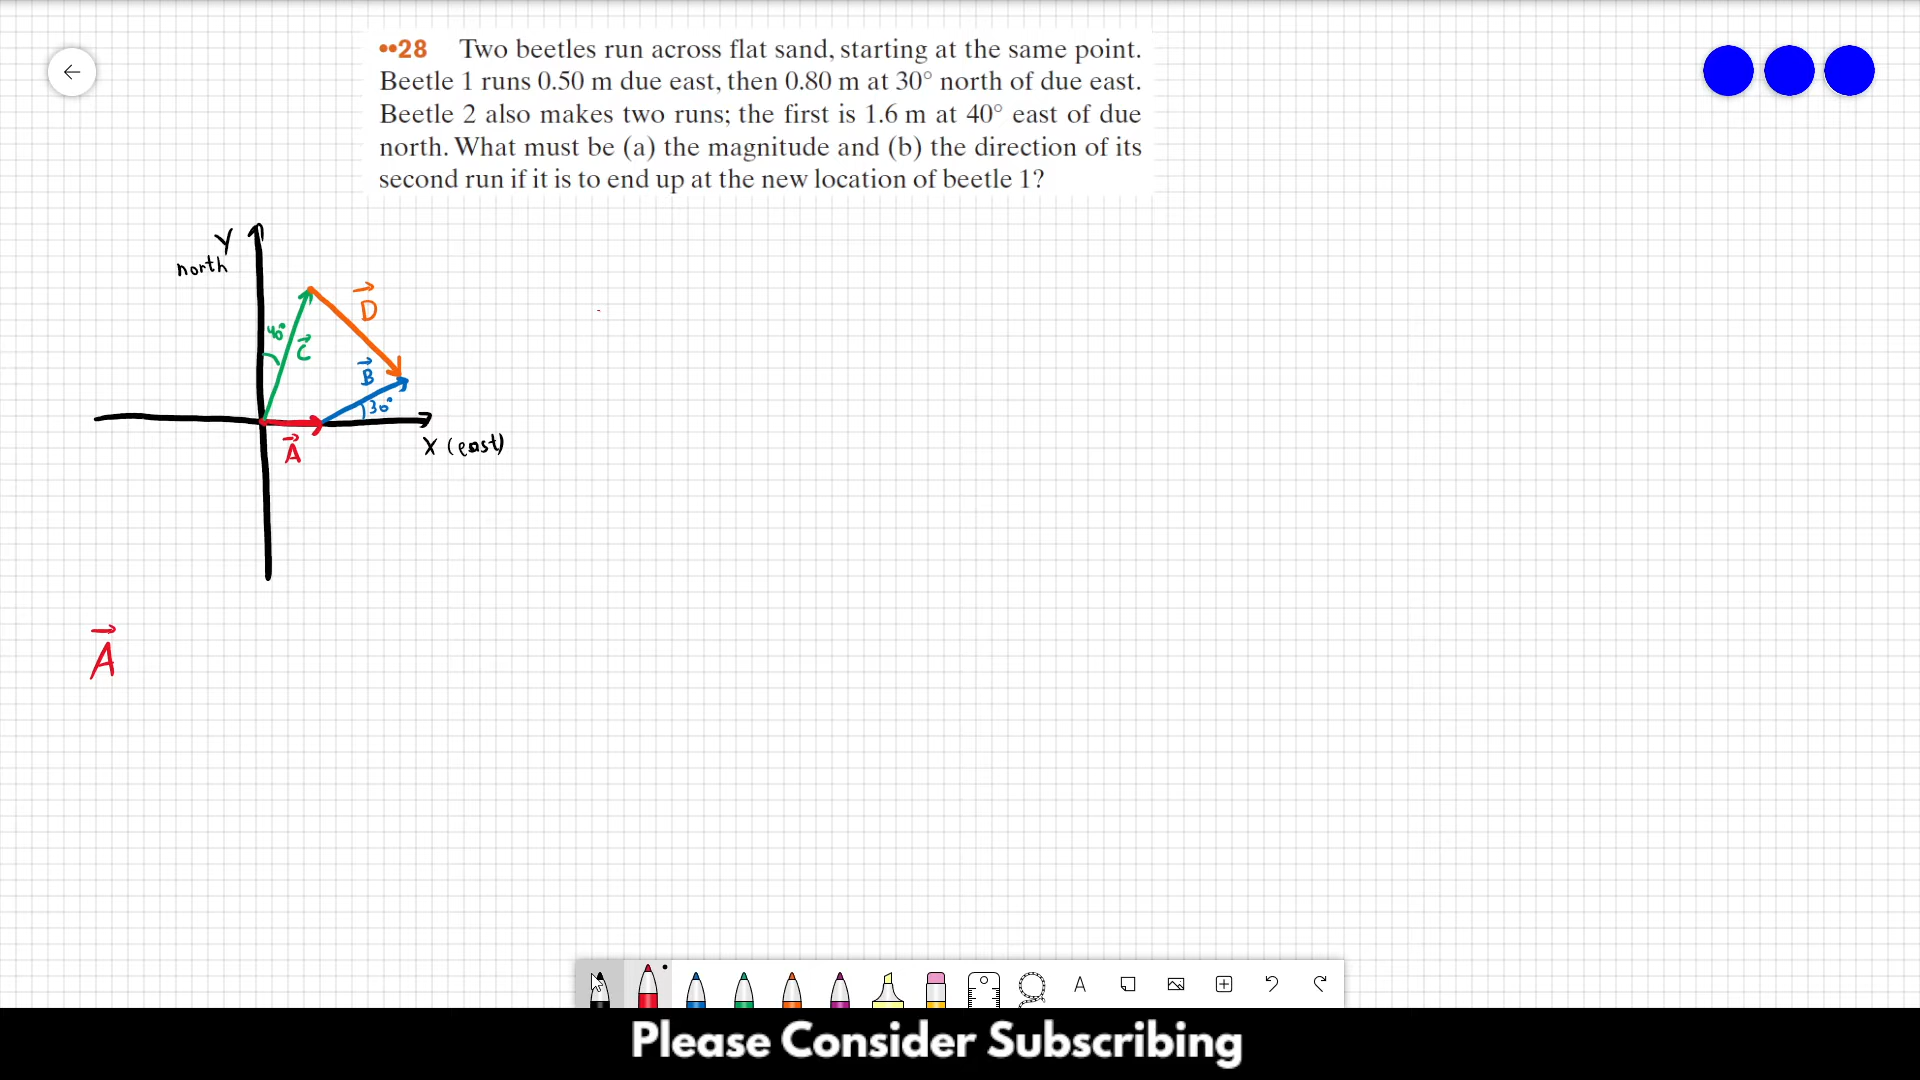 ••28 Two beetles run across flat sand, starting at the same point.
Beetle 1 runs 0.50 m due east, then 0.80 m at 30° north of due east.
Beetle 2 also makes two runs; the first is 1.6 m at 40° east of due
north. What must be (a) the magnitude and (b) the direction of its
second run if it is to end up at the new location of beetle 1?
Y
north
D
40°
C
B
30°
A
X (east)
A
A
Please Consider Subscribing